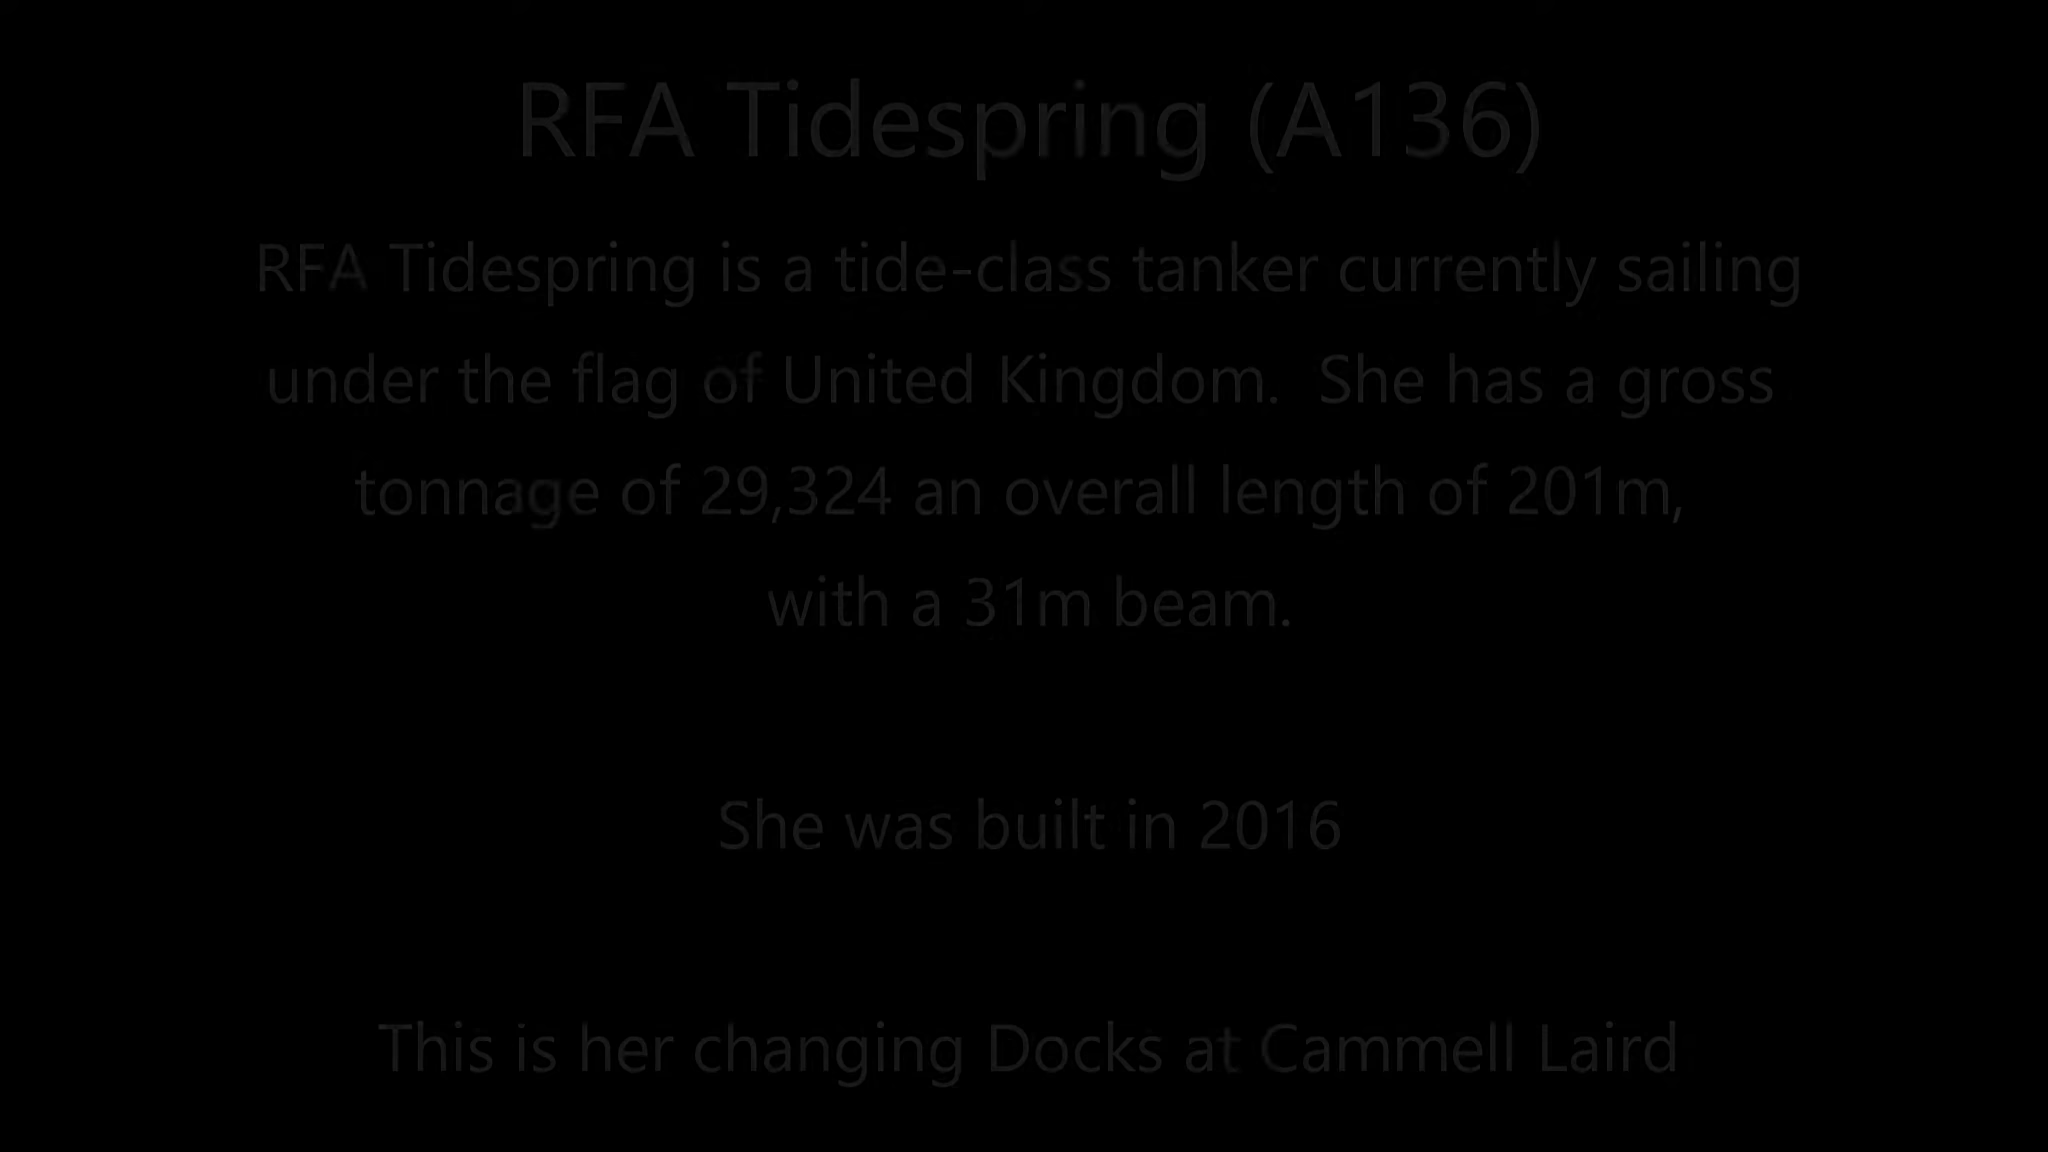 RFA Tidespring (A136)
RFA Tidespring is a tide-class tanker currently sailing
under the flag of United Kingdom.  She has a gross
tonnage of 29,324 an overall length of 201m,
with a 31m beam.
She was built in 2016
This is her changing Docks at Cammell Laird